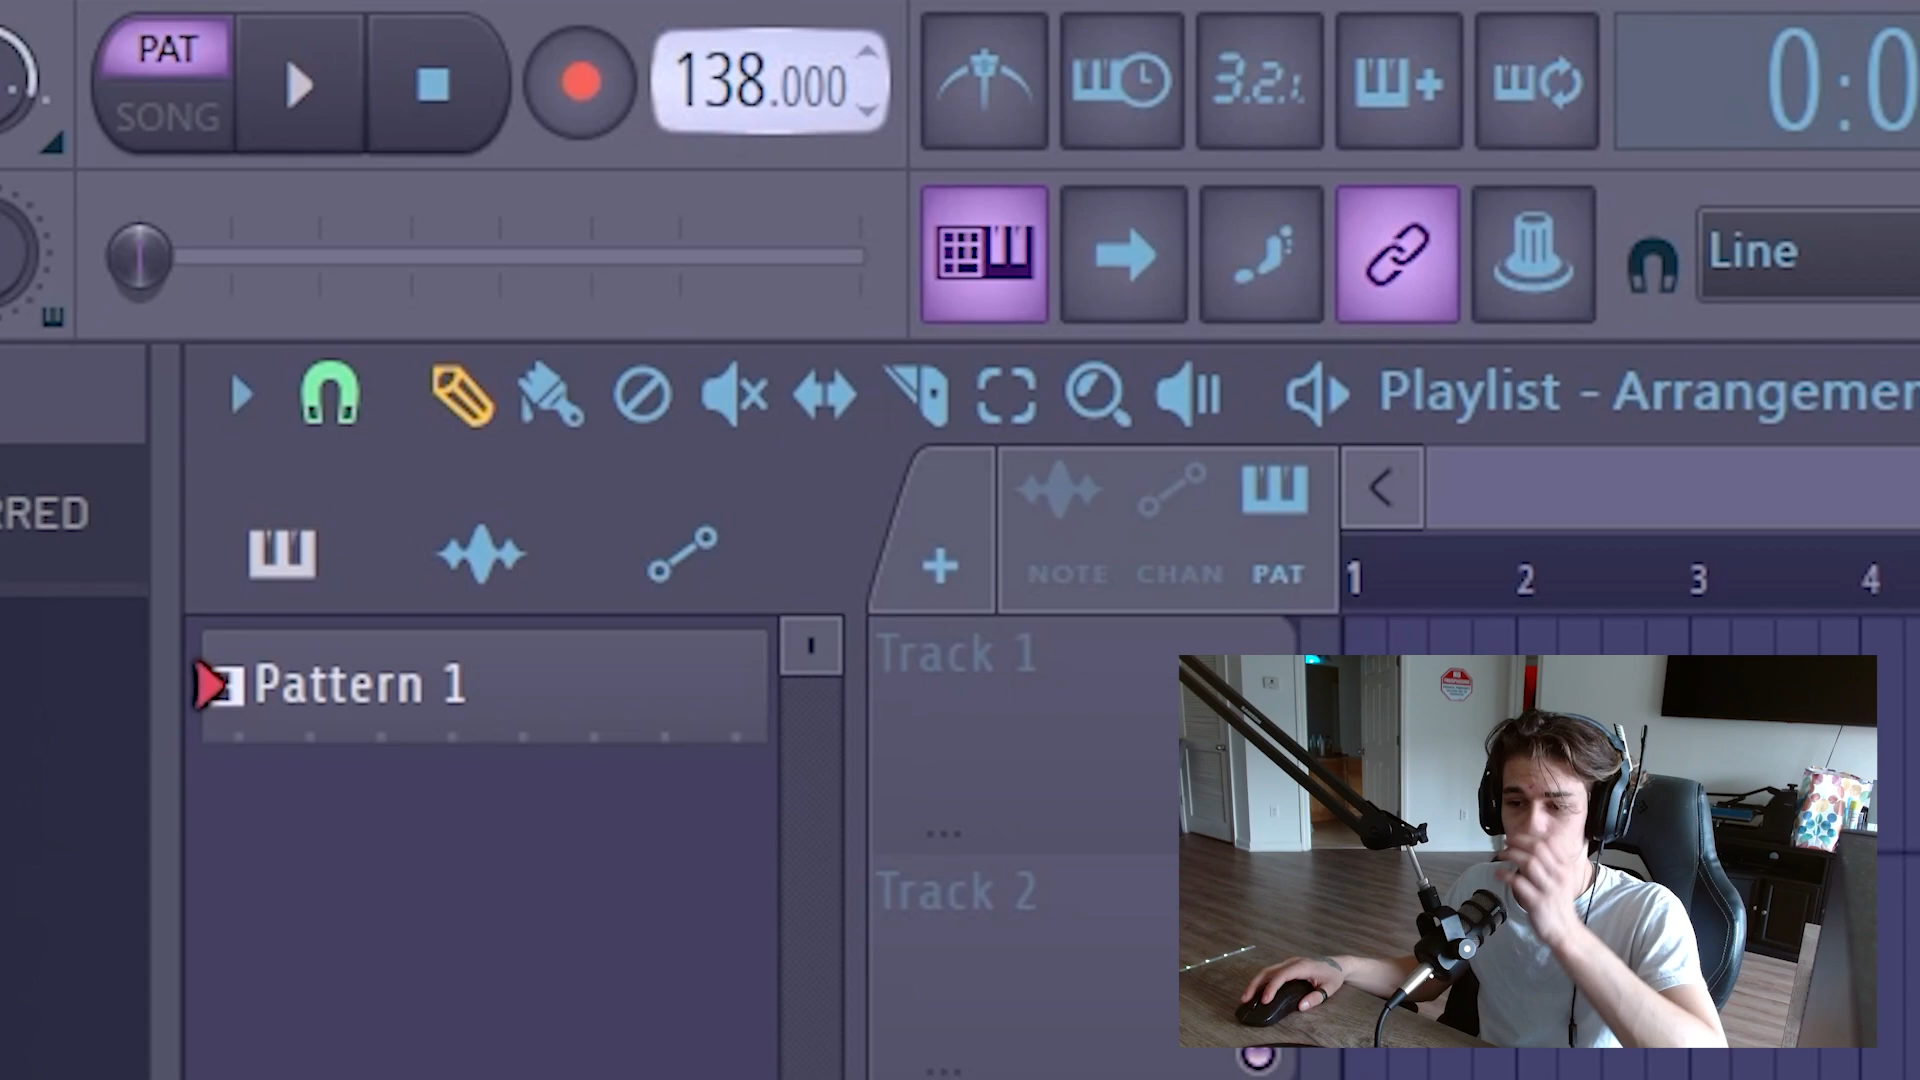 PAT
SONG
138.000
3.2.
0:0
Line
Playlist - Arrangemen
RRED
NOTE CHAN PAT
1 2 3 4
Pattern 1
Track 1
Track 2
NO